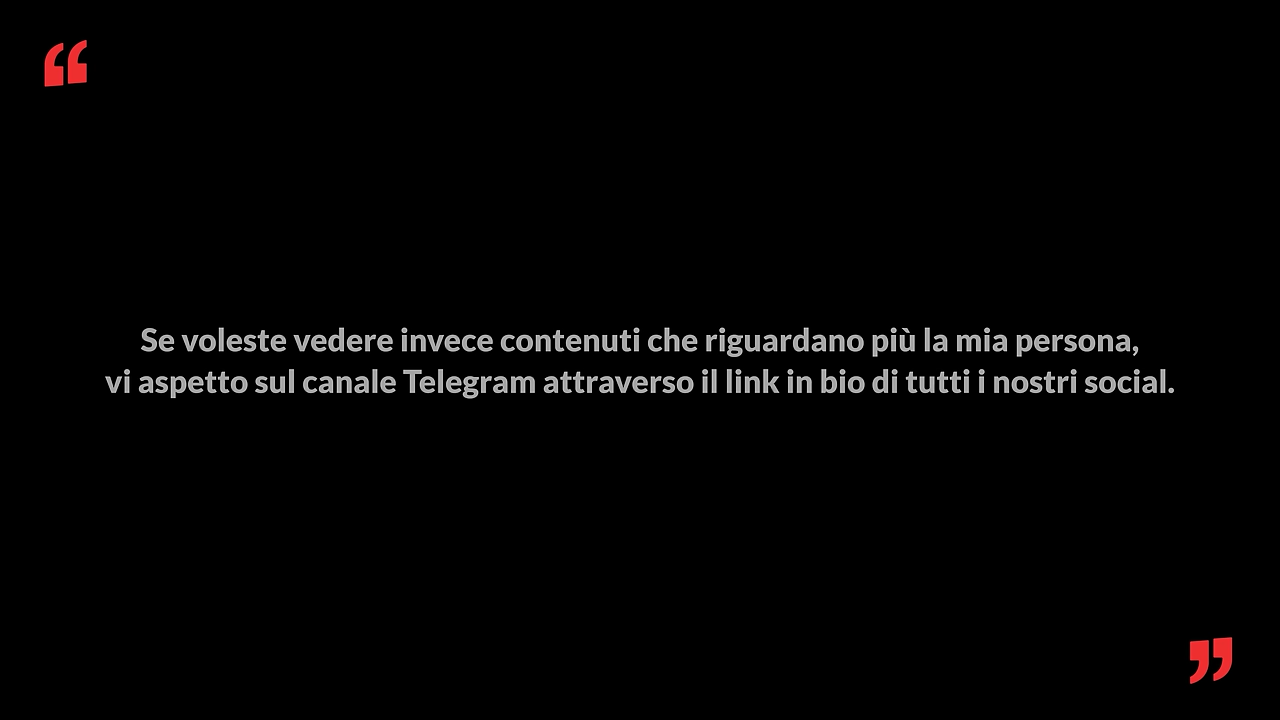 “
Se voleste vedere invece contenuti che riguardano più la mia persona,
vi aspetto sul canale Telegram attraverso il link in bio di tutti i nostri social.
”